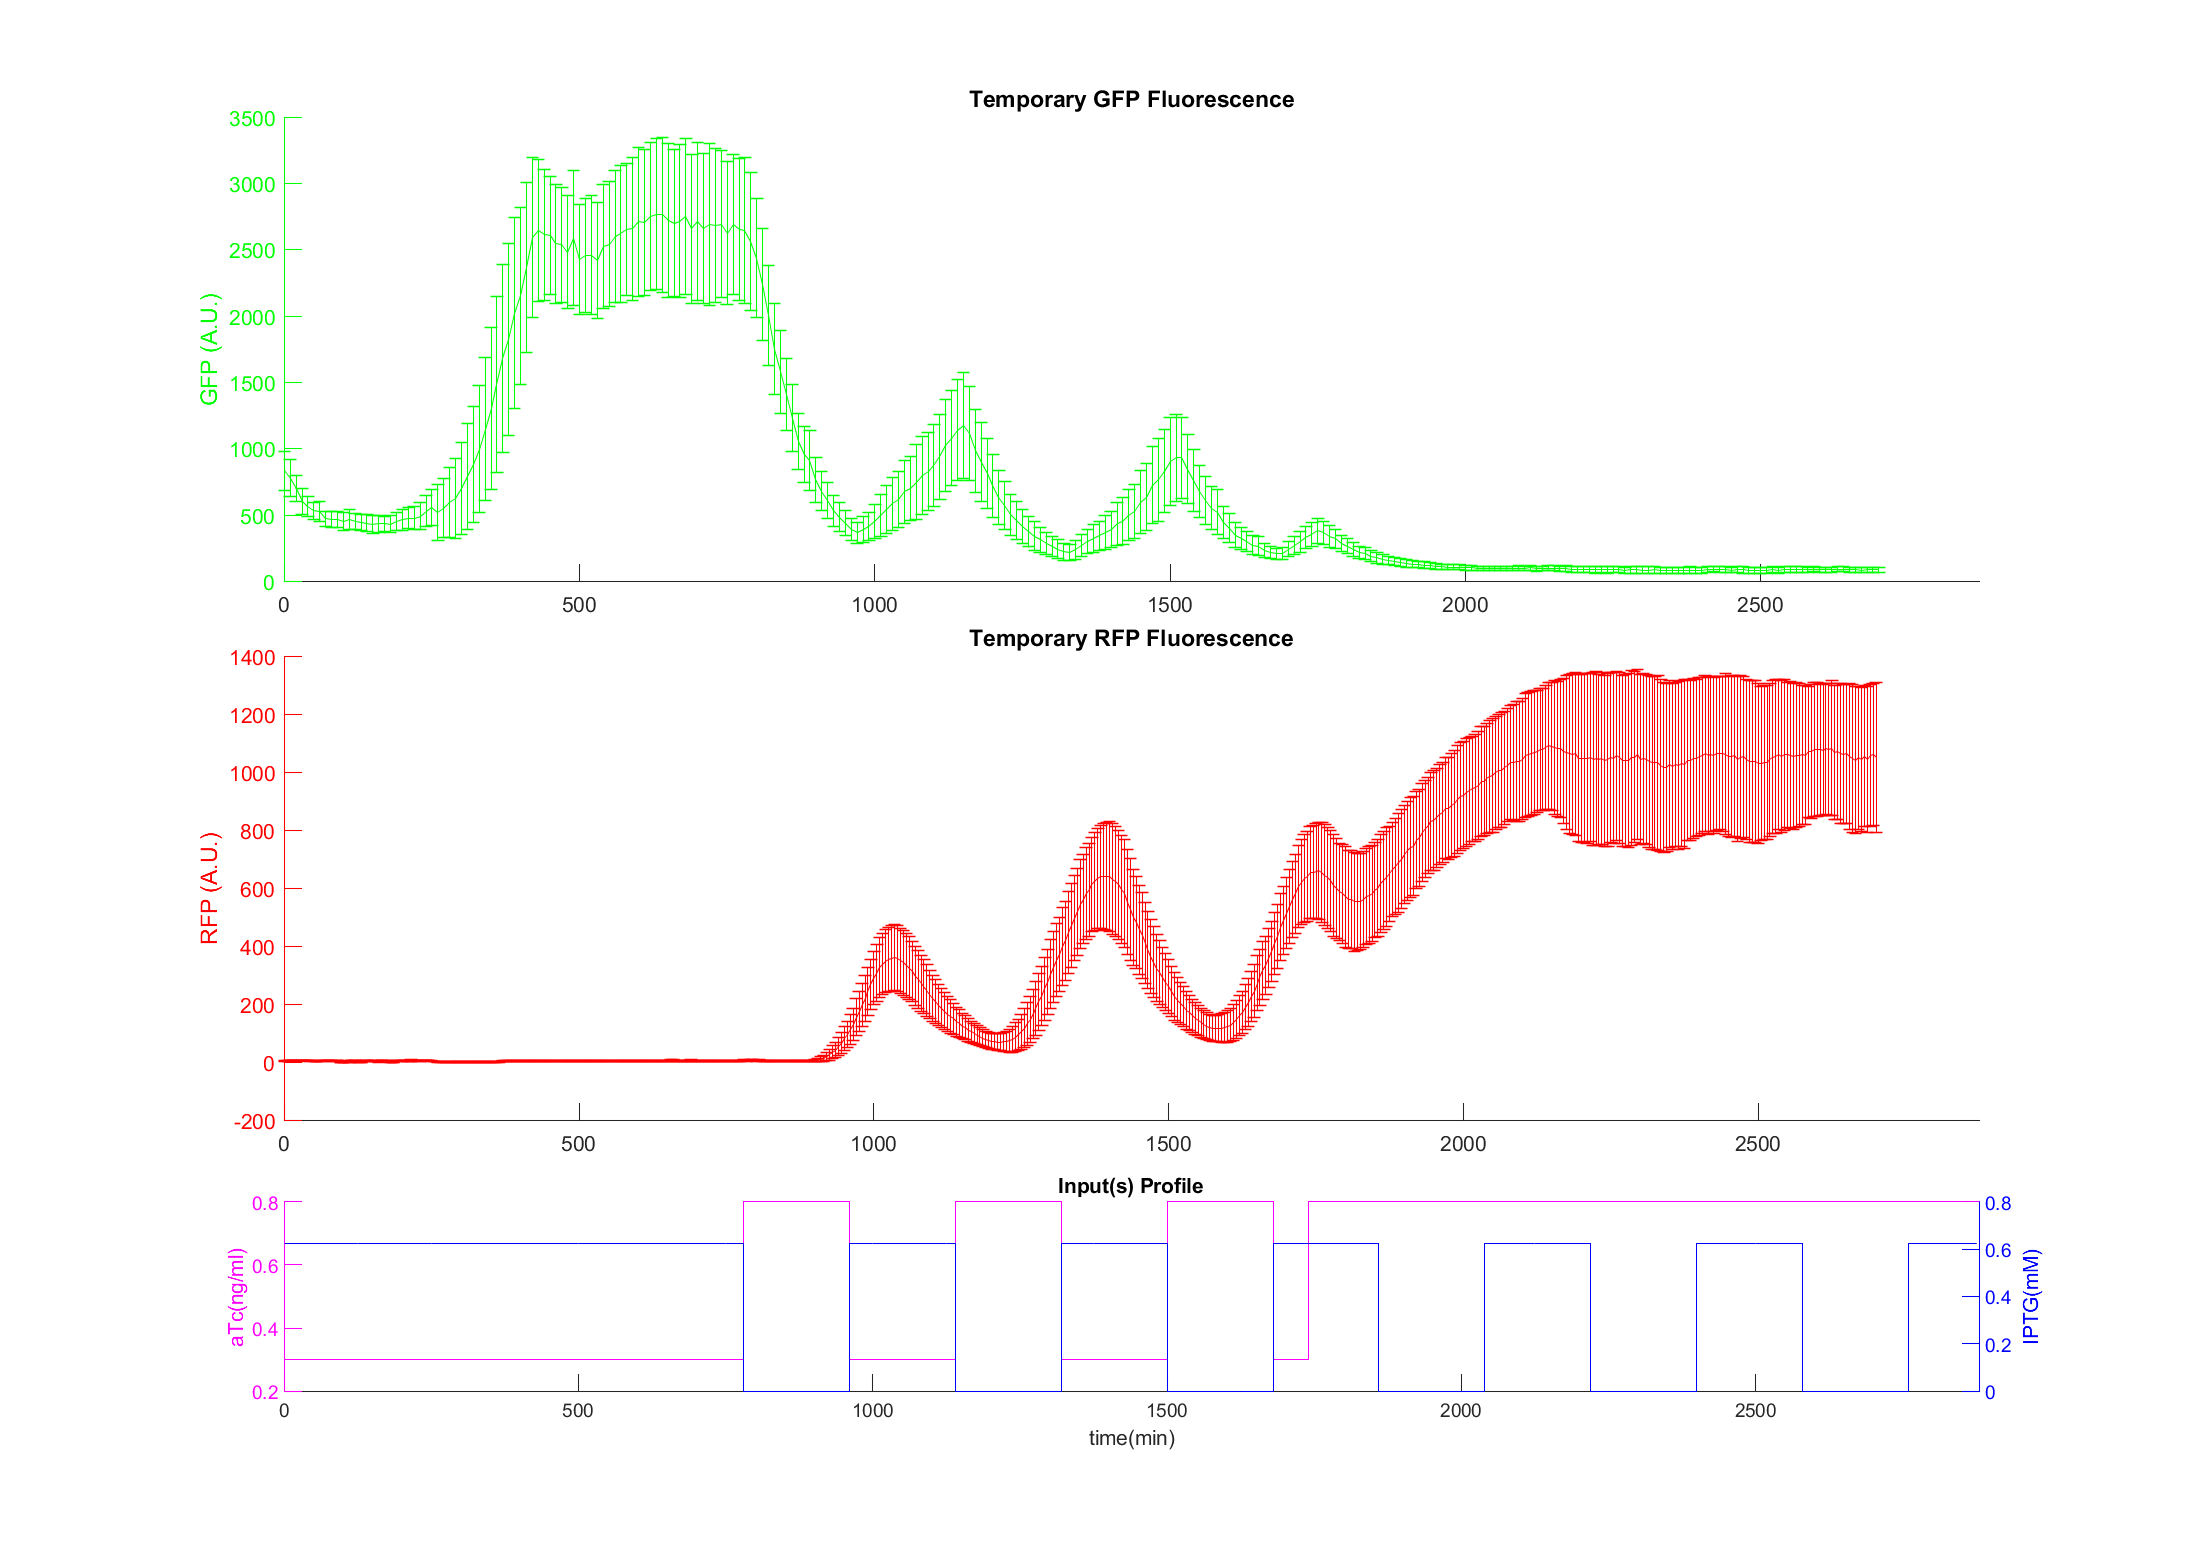 Temporary GFP Fluorescence
3500
3000
2500
2000
1500
1000
500
0
GFP (A.U.)
0 500 1000 1500 2000 2500
Temporary RFP Fluorescence
1400
1200
1000
800
600
400
200
0
-200
RFP (A.U.)
0 500 1000 1500 2000 2500
Input(s) Profile
0.8
0.6
0.4
0.2
aTc(ng/ml)
0.8
0.6
0.4
0.2
0
IPTG(mM)
0 500 1000 1500 2000 2500
time(min)